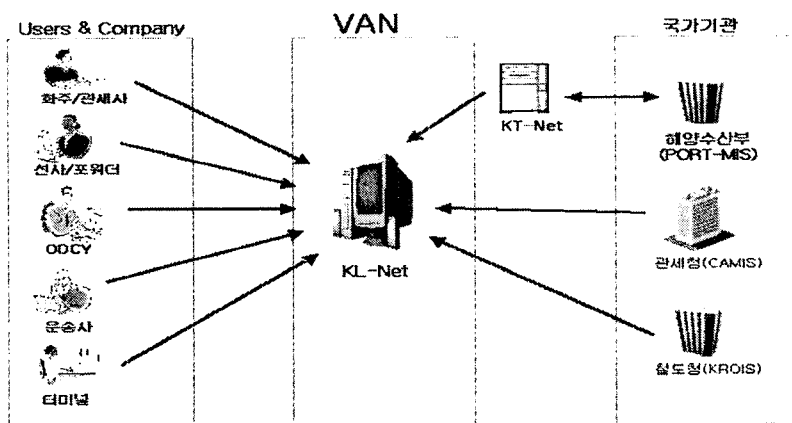 Users & Company
VAN
국가기관
화주/관세사
KT-Net
해양수산부
(PORT-MIS)
선사/포워더
ODCY
KL-Net
관세청(CAMIS)
운송사
터미널
철도청(KROIS)